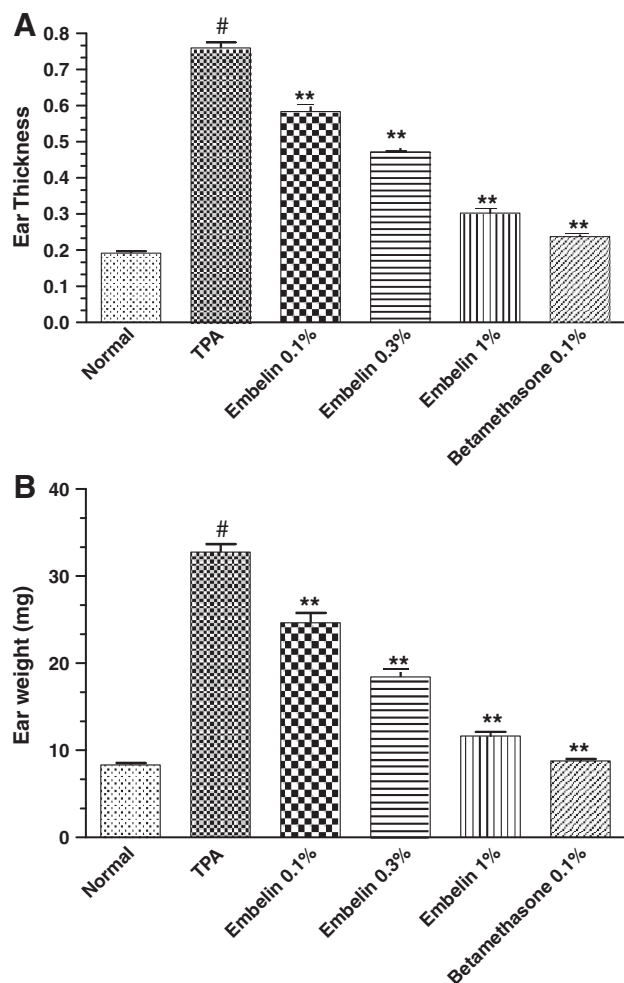 A
Ear Thickness
0.8
0.7
0.6
0.5
0.4
0.3
0.2
0.1
0.0
#
**
**
**
**
Normal
TPA
Embelin 0.1%
Embelin 0.3%
Embelin 1%
Betamethasone 0.1%
B
Ear weight (mg)
40
30
20
10
0
#
**
**
**
**
Normal
TPA
Embelin 0.1%
Embelin 0.3%
Embelin 1%
Betamethasone 0.1%